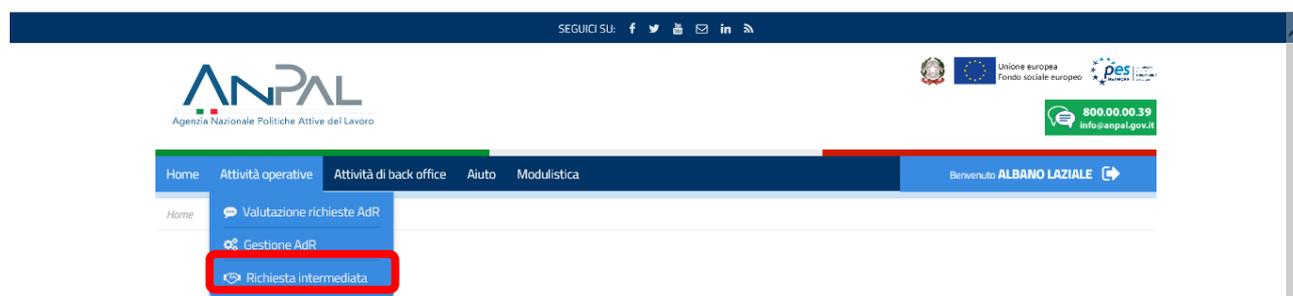 SEGUICI SU:
ANPAL
Agenzia Nazionale Politiche Attive del Lavoro
Unione europea
Fondo sociale europeo
pes
800.00.00.39
info@anpal.gov.it
Home Attività operative Attività di back office Aiuto Modulistica Benvenuto ALBANO LAZIALE
Home
Valutazione richieste AdR
Gestione AdR
Richiesta intermediata